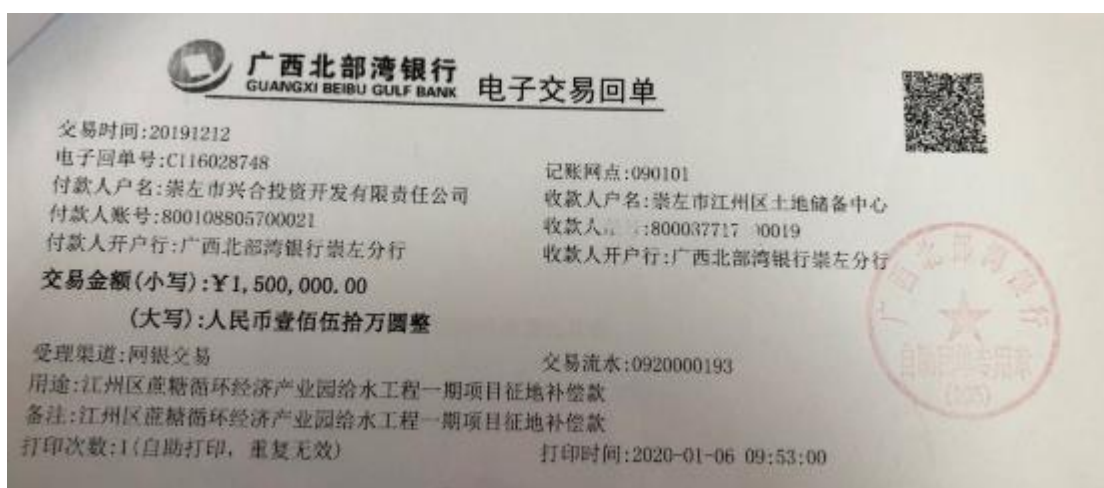 广西北部湾银行
GUANGXI BEIBU GULF BANK
电子交易回单
交易时间:20191212
电子回单号:C116028748
记账网点:090101
付款人户名:崇左市兴合投资开发有限责任公司
收款人户名:崇左市江州区土地储备中心
付款人账号:800108805700021
收款人 :800037717 0019
付款人开户行:广西北部湾银行崇左分行
收款人开户行:广西北部湾银行崇左分行
交易金额(小写):¥1,500,000.00
(大写):人民币壹佰伍拾万圆整
受理渠道:网银交易
交易流水:0920000193
用途:江州区蔗糖循环经济产业园给水工程一期项目征地补偿款
备注:江州区蔗糖循环经济产业园给水工程一期项目征地补偿款
打印次数:1(自助打印, 重复无效)
打印时间:2020-01-06 09:53:00
广西北部湾银行